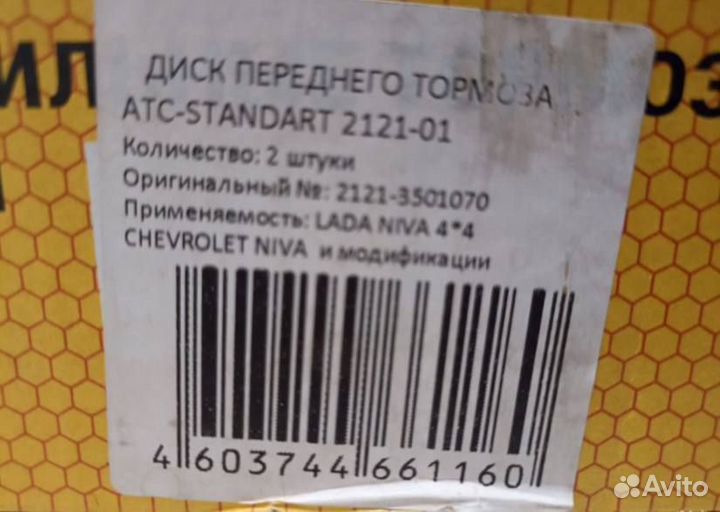 ДИСК ПЕРЕДНЕГО ТОРМОЗА
ATC-STANDART 2121-01
Количество: 2 штуки
Оригинальный №: 2121-3501070
Применяемость: LADA NIVA 4*4
CHEVROLET NIVA и модификации
4 603744 661160
Avito